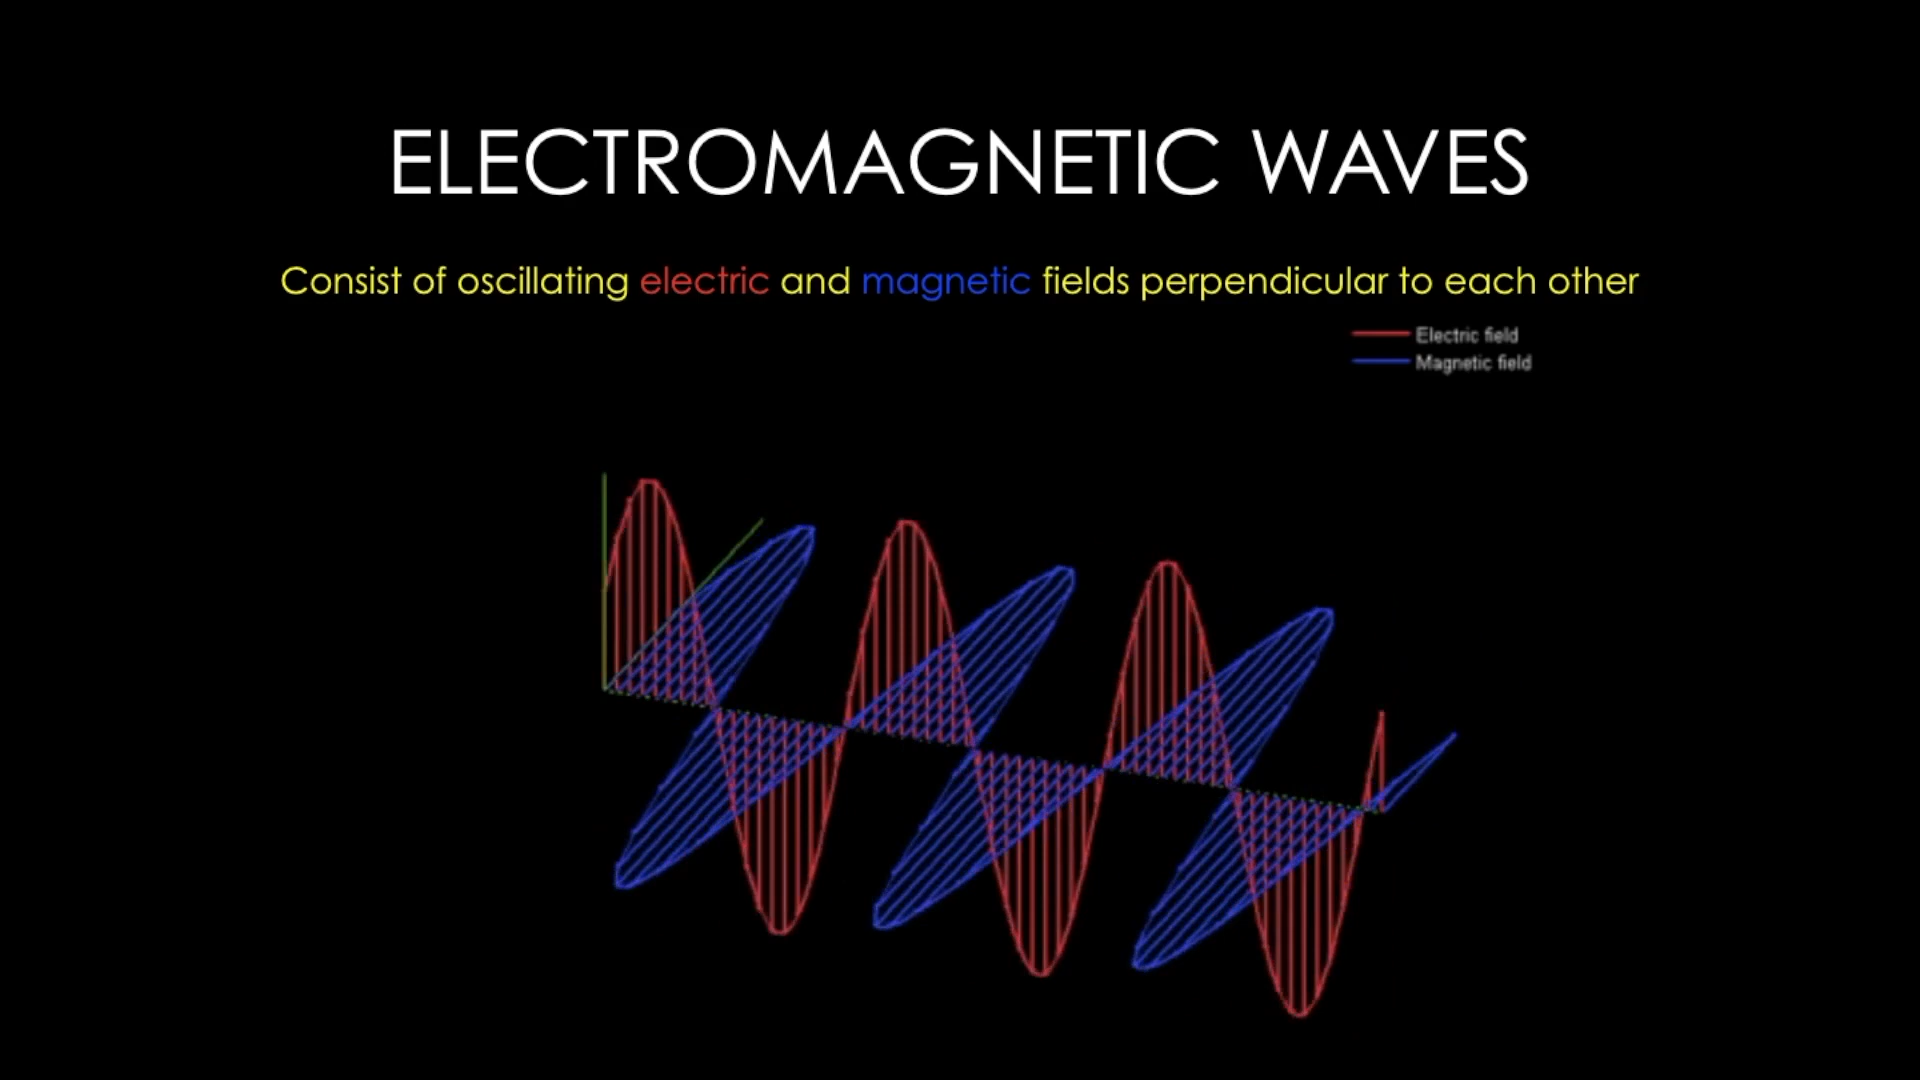 ELECTROMAGNETIC WAVES
Consist of oscillating electric and magnetic fields perpendicular to each other
Electric field
Magnetic field